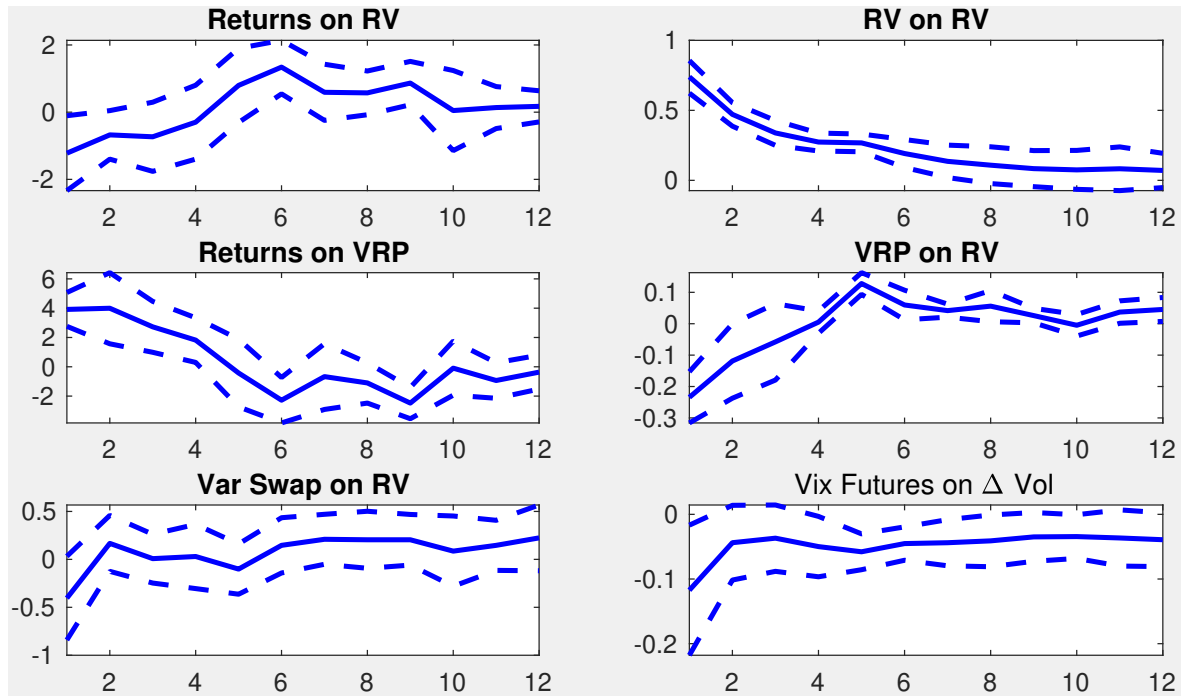 Returns on RV
2
0
-2
2 4 6 8 10 12
RV on RV
1
0.5
0
2 4 6 8 10 12
Returns on VRP
6
4
2
0
-2
2 4 6 8 10 12
VRP on RV
0.1
0
-0.1
-0.2
-0.3
2 4 6 8 10 12
Var Swap on RV
0.5
0
-0.5
-1
2 4 6 8 10 12
Vix Futures on Δ Vol
0
-0.1
-0.2
2 4 6 8 10 12